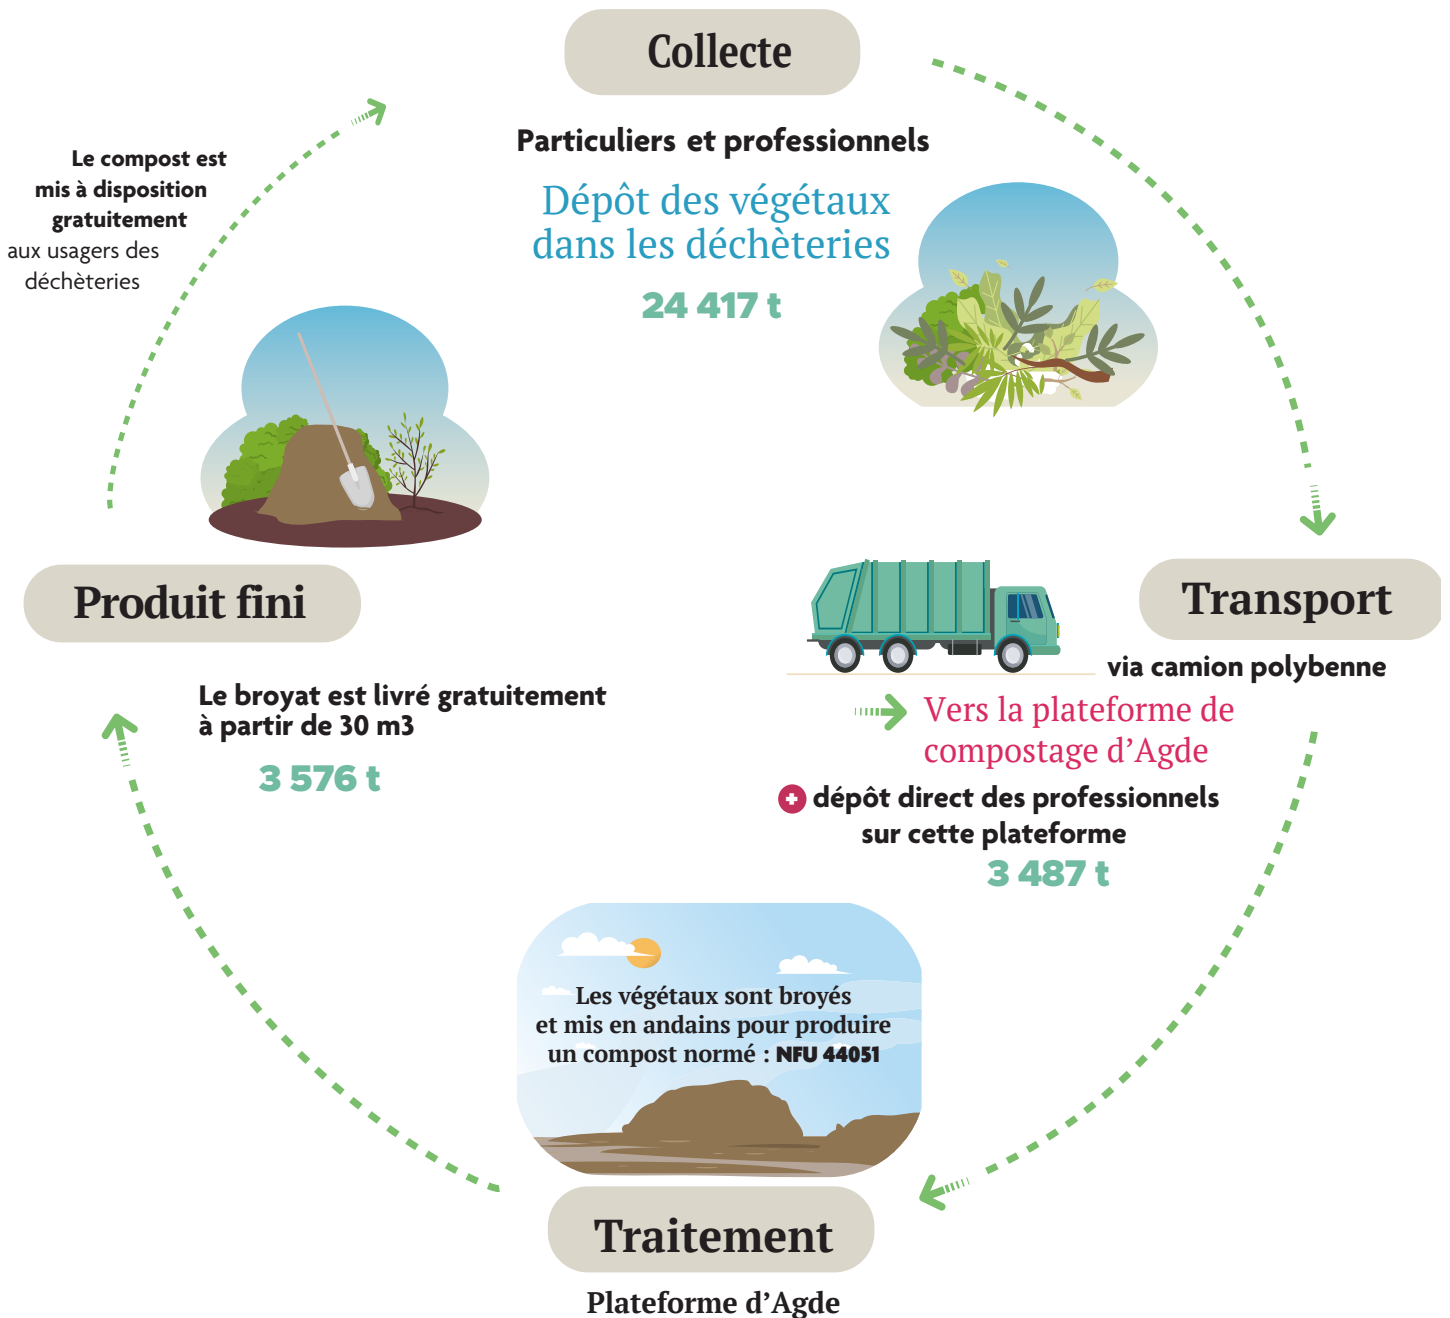 Collecte
Particuliers et professionnels
Dépôt des végétaux
dans les déchèteries
24 417 t
Transport
via camion polybenne
Vers la plateforme de
compostage d’Agde
dépôt direct des professionnels
sur cette plateforme
3 487 t
Les végétaux sont broyés
et mis en andains pour produire
un compost normé : NFU 44051
Traitement
Plateforme d’Agde
Produit fini
Le broyat est livré gratuitement
à partir de 30 m3
3 576 t
Le compost est
mis à disposition
gratuitement
aux usagers des
déchèteries